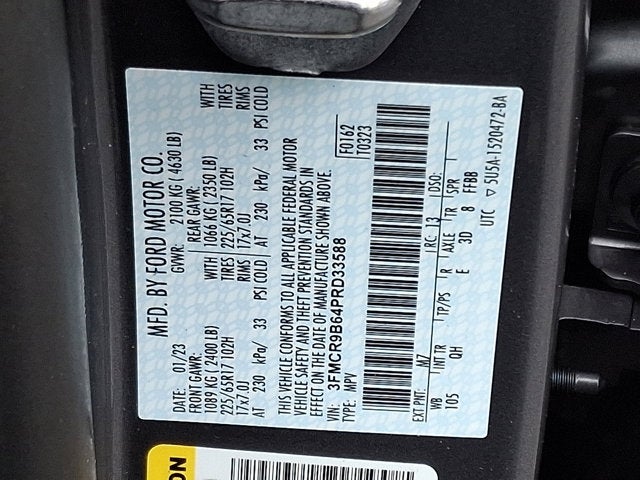 MFD. BY FORD MOTOR CO.
DATE: 01/23 GVWR: 2100 KG ( 4630 LB)
FRONT GAWR: REAR GAWR:
1089 KG ( 2400 LB) 1066 KG ( 2350 LB) WITH
225/65R17 102H TIRES 225/65R17 102H TIRES
17x7.0J RIMS 17x7.0J RIMS
AT 230 kPa/ 33 PSI COLD AT 230 kPa/ 33 PSI COLD
THIS VEHICLE CONFORMS TO ALL APPLICABLE FEDERAL MOTOR
VEHICLE SAFETY AND THEFT PREVENTION STANDARDS IN
EFFECT ON THE DATE OF MANUFACTURE SHOWN ABOVE.
VIN: 3FMCR9B64PRD33588 F0162
TYPE: MPV T0323
EXT PNT: M7 RC: 13 DSO:
WB INT TR TP/PS R AXLE TR SPR
105 QH E 3D 8 FFBB
UTC ▽ 5U5A-1520472-BA
ON